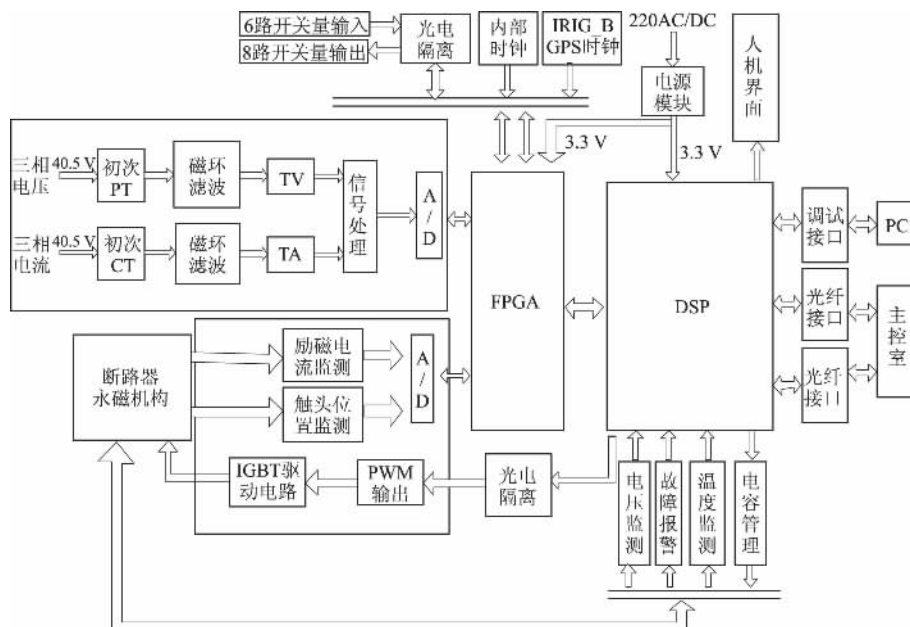 6路开关量输入
8路开关量输出
光电
隔离
内部
时钟
IRIG_B
GPS时钟
220AC/DC
电源
模块
人机界面
3.3 V
3.3 V
三相
电压
40.5 V
初次
PT
磁环
滤波
TV
信号处理
A/D
三相
电流
40.5 V
初次
CT
磁环
滤波
TA
FPGA
DSP
调试
接口
PC
光纤
接口
主控室
光纤
接口
断路器
永磁机构
励磁电
流监测
触头位
置监测
A/D
IGBT驱
动电路
PWM
输出
光电
隔离
电压监测
故障报警
温度监测
电容管理